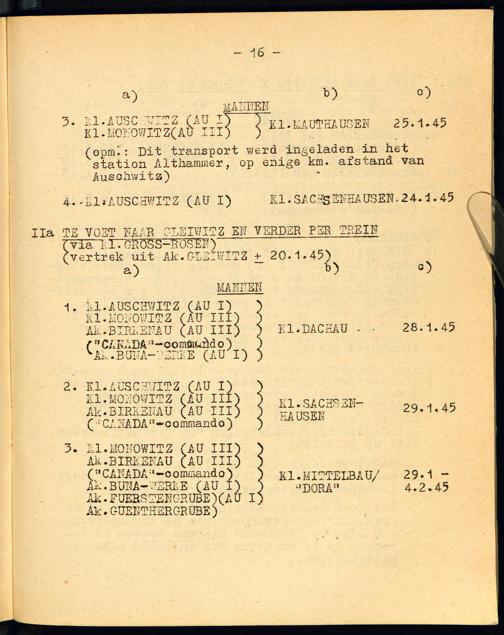 - 16 -
a) b) c)
MANNEN
3. Kl.AUSCHWITZ (AU I) )
Kl.MONOWITZ(AU III) ) Kl.MAUTHAUSEN 25.1.45
(opm.: Dit transport werd ingeladen in het
station Althammer, op enige km. afstand van
Auschwitz)
4. Kl.AUSCHWITZ (AU I) Kl.SACHSENHAUSEN. 24.1.45
IIa TE VOET NAAR GLEIWITZ EN VERDER PER TREIN
(via Kl.GROSS-ROSEN)
(vertrek uit Ak.GLEIWITZ + 20.1.45)
a) b) c)
MANNEN
1. Kl.AUSCHWITZ (AU I) )
Kl.MONOWITZ (AU III) )
Ak.BIRKENAU (AU III) ) Kl.DACHAU 28.1.45
("CANADA"-commando) )
Ak.BUNA-WERKE (AU I) )
2. Kl.AUSCHWITZ (AU I) )
Kl.MONOWITZ (AU III) ) Kl.SACHSEN-
Ak.BIRKENAU (AU III) ) HAUSEN 29.1.45
("CANADA"-commando) )
3. Kl.MONOWITZ (AU III) )
Ak.BIRKENAU (AU III) )
("CANADA"-commando) ) Kl.MITTELBAU/ 29.1 -
Ak.BUNA-WERKE (AU I) ) "DORA" 4.2.45
Ak.FUERSTENGRUBE)(AU I)
Ak.GUENTHERGRUBE) )